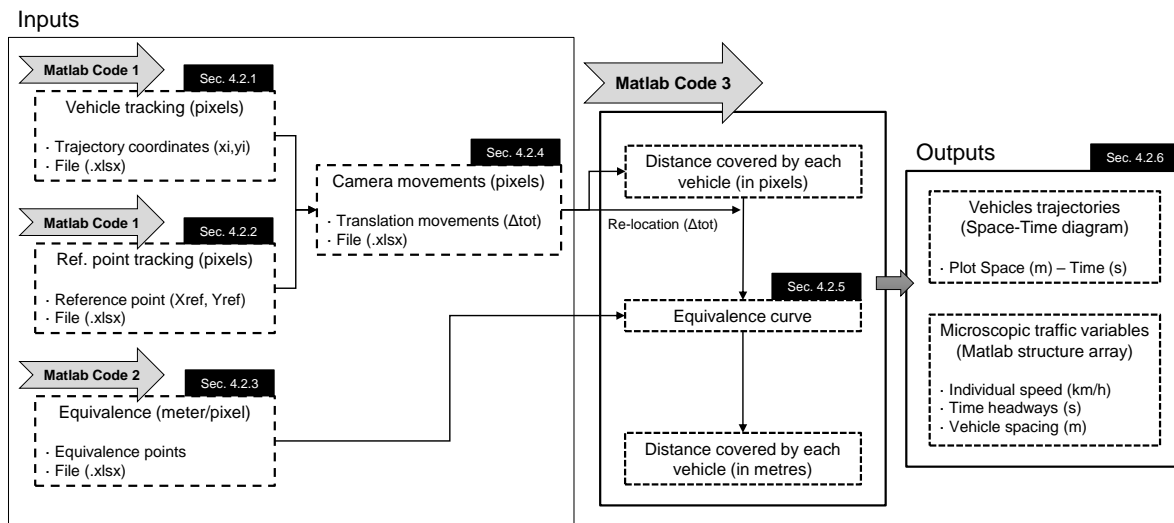 Inputs
Matlab Code 1
Sec. 4.2.1
Vehicle tracking (pixels)
· Trajectory coordinates (xi,yi)
· File (.xlsx)
Matlab Code 1
Sec. 4.2.2
Ref. point tracking (pixels)
· Reference point (Xref, Yref)
· File (.xlsx)
Matlab Code 2
Sec. 4.2.3
Equivalence (meter/pixel)
· Equivalence points
· File (.xlsx)
Sec. 4.2.4
Camera movements (pixels)
· Translation movements (Δtot)
· File (.xlsx)
Matlab Code 3
Distance covered by each
vehicle (in pixels)
Re-location (Δtot)
Sec. 4.2.5
Equivalence curve
Distance covered by each
vehicle (in metres)
Outputs
Sec. 4.2.6
Vehicles trajectories
(Space-Time diagram)
· Plot Space (m) – Time (s)
Microscopic traffic variables
(Matlab structure array)
· Individual speed (km/h)
· Time headways (s)
· Vehicle spacing (m)